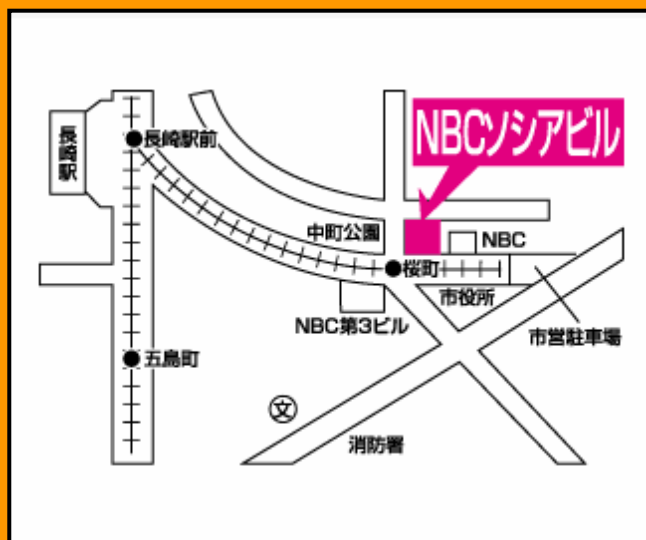 NBCソシアビル
長崎駅
長崎駅前
中町公園
NBC
桜町
市役所
NBC第3ビル
市営駐車場
五島町
文
消防署